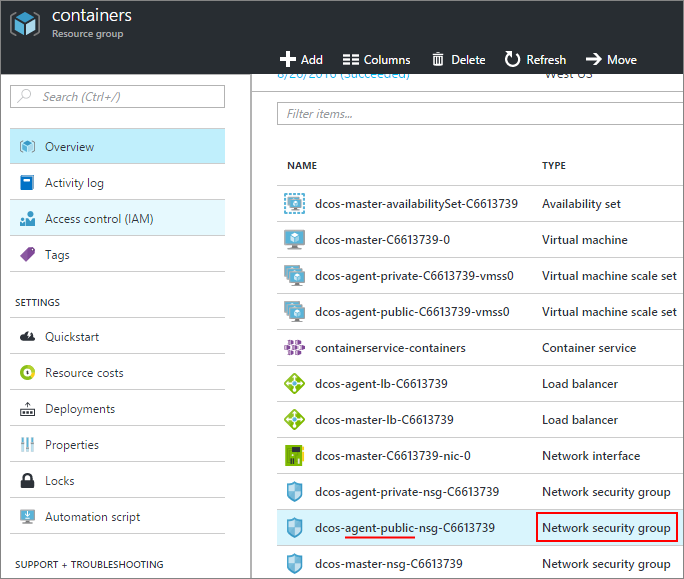 containers
Resource group
Add Columns Delete Refresh Move
8/26/2016 (Succeeded) West US
Search (Ctrl+/)
Filter items...
Overview
Activity log
Access control (IAM)
Tags
SETTINGS
Quickstart
Resource costs
Deployments
Properties
Locks
Automation script
SUPPORT + TROUBLESHOOTING
NAME TYPE
dcos-master-availabilitySet-C6613739 Availability set
dcos-master-C6613739-0 Virtual machine
dcos-agent-private-C6613739-vmss0 Virtual machine scale set
dcos-agent-public-C6613739-vmss0 Virtual machine scale set
containerservice-containers Container service
dcos-agent-lb-C6613739 Load balancer
dcos-master-lb-C6613739 Load balancer
dcos-master-C6613739-nic-0 Network interface
dcos-agent-private-nsg-C6613739 Network security group
dcos-agent-public-nsg-C6613739 Network security group
dcos-master-nsg-C6613739 Network security group